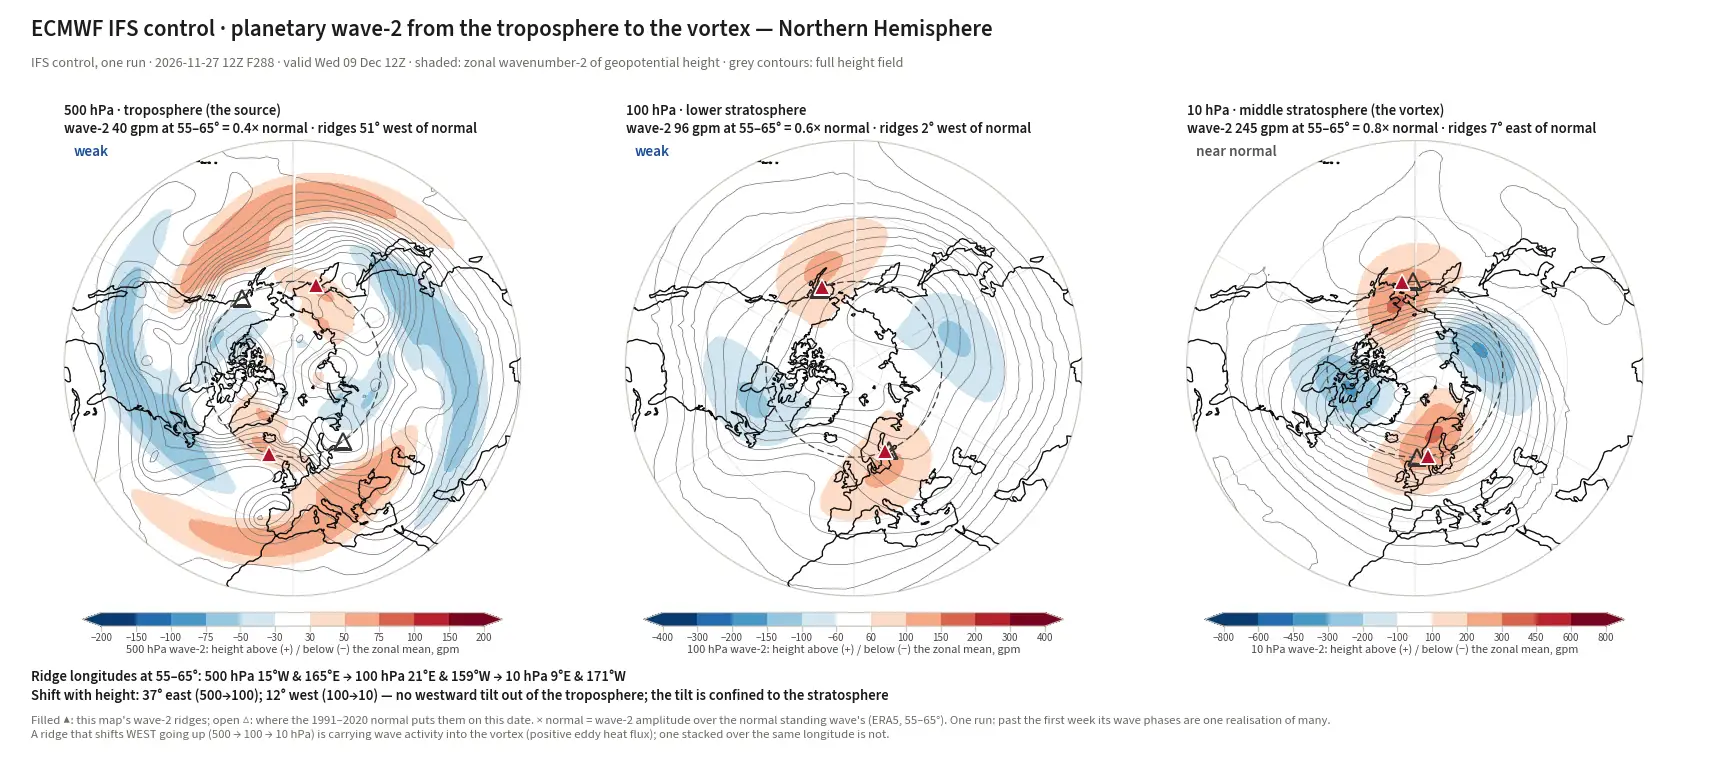 ECMWF IFS control · planetary wave-2 from the troposphere to the vortex — Northern Hemisphere
IFS control, one run · 2026-11-27 12Z F288 · valid Wed 09 Dec 12Z · shaded: zonal wavenumber-2 of geopotential height · grey contours: full height field
500 hPa · troposphere (the source)
wave-2 40 gpm at 55–65° = 0.4× normal · ridges 51° west of normal
weak
100 hPa · lower stratosphere
wave-2 96 gpm at 55–65° = 0.6× normal · ridges 2° west of normal
weak
10 hPa · middle stratosphere (the vortex)
wave-2 245 gpm at 55–65° = 0.8× normal · ridges 7° east of normal
near normal
−200 −150 −100 −75 −50 −30 30 50 75 100 150 200
500 hPa wave-2: height above (+) / below (−) the zonal mean, gpm
−400 −300 −200 −150 −100 −60 60 100 150 200 300 400
100 hPa wave-2: height above (+) / below (−) the zonal mean, gpm
−800 −600 −450 −300 −200 −100 100 200 300 450 600 800
10 hPa wave-2: height above (+) / below (−) the zonal mean, gpm
Ridge longitudes at 55–65°: 500 hPa 15°W & 165°E → 100 hPa 21°E & 159°W → 10 hPa 9°E & 171°W
Shift with height: 37° east (500→100); 12° west (100→10) — no westward tilt out of the troposphere; the tilt is confined to the stratosphere
Filled ▲: this map's wave-2 ridges; open △: where the 1991–2020 normal puts them on this date. × normal = wave-2 amplitude over the normal standing wave's (ERA5, 55–65°). One run: past the first week its wave phases are one realisation of many.
A ridge that shifts WEST going up (500 → 100 → 10 hPa) is carrying wave activity into the vortex (positive eddy heat flux); one stacked over the same longitude is not.